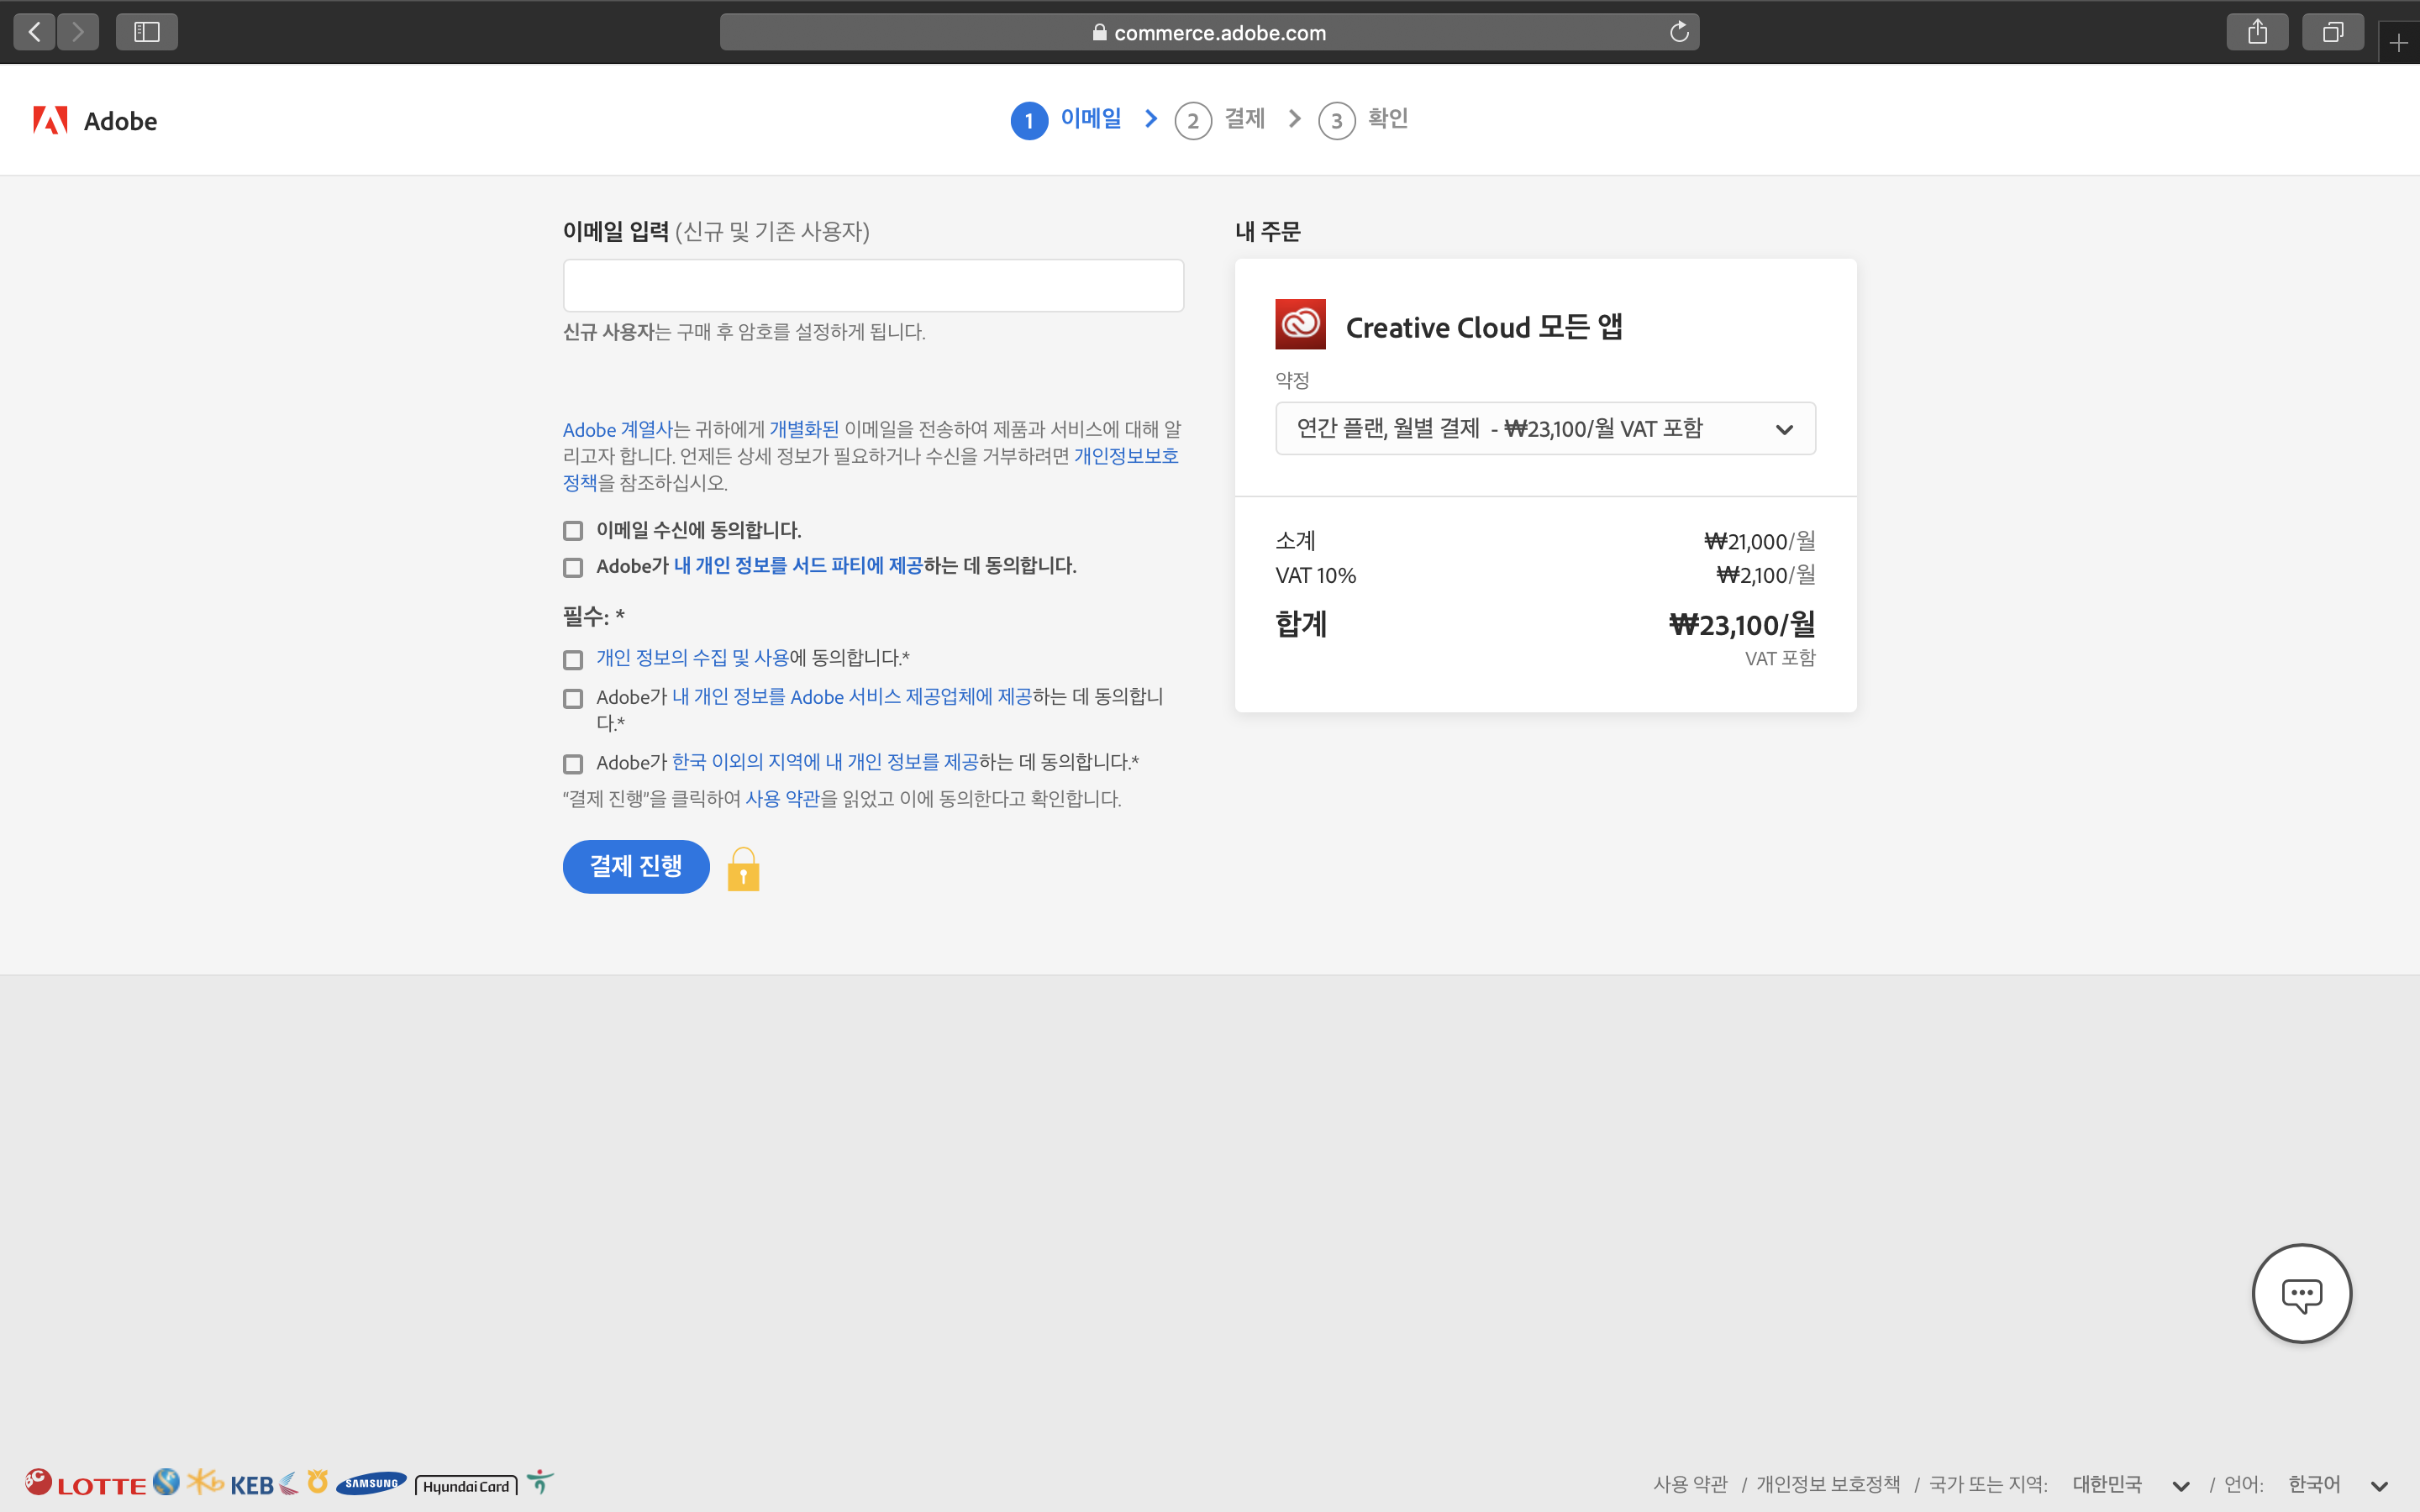 commerce.adobe.com
Adobe
1 이메일
2 결제
3 확인
이메일 입력 (신규 및 기존 사용자)
신규 사용자는 구매 후 암호를 설정하게 됩니다.
Adobe 계열사는 귀하에게 개별화된 이메일을 전송하여 제품과 서비스에 대해 알
리고자 합니다. 언제든 상세 정보가 필요하거나 수신을 거부하려면 개인정보보호
정책을 참조하십시오.
이메일 수신에 동의합니다.
Adobe가 내 개인 정보를 서드 파티에 제공하는 데 동의합니다.
필수: *
개인 정보의 수집 및 사용에 동의합니다.*
Adobe가 내 개인 정보를 Adobe 서비스 제공업체에 제공하는 데 동의합니
다.*
Adobe가 한국 이외의 지역에 내 개인 정보를 제공하는 데 동의합니다.*
“결제 진행”을 클릭하여 사용 약관을 읽었고 이에 동의한다고 확인합니다.
결제 진행
내 주문
Creative Cloud 모든 앱
약정
연간 플랜, 월별 결제 - ₩23,100/월 VAT 포함
소계 ₩21,000/월
VAT 10% ₩2,100/월
합계 ₩23,100/월
VAT 포함
BC LOTTE Kb KEB SAMSUNG HyundaiCard
사용 약관 / 개인정보 보호정책 / 국가 또는 지역: 대한민국 / 언어: 한국어